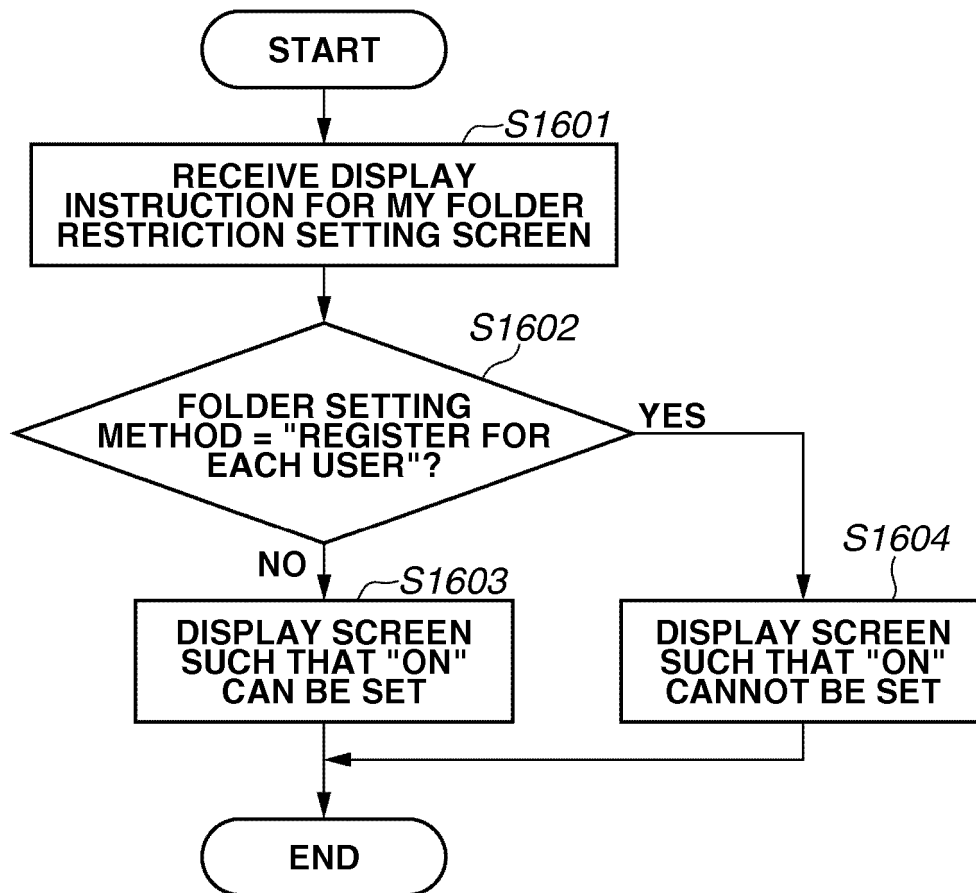 START
S1601
RECEIVE DISPLAY
INSTRUCTION FOR MY FOLDER
RESTRICTION SETTING SCREEN
S1602
FOLDER SETTING
METHOD = "REGISTER FOR
EACH USER"?
YES
NO
S1603
DISPLAY SCREEN
SUCH THAT "ON"
CAN BE SET
S1604
DISPLAY SCREEN
SUCH THAT "ON"
CANNOT BE SET
END